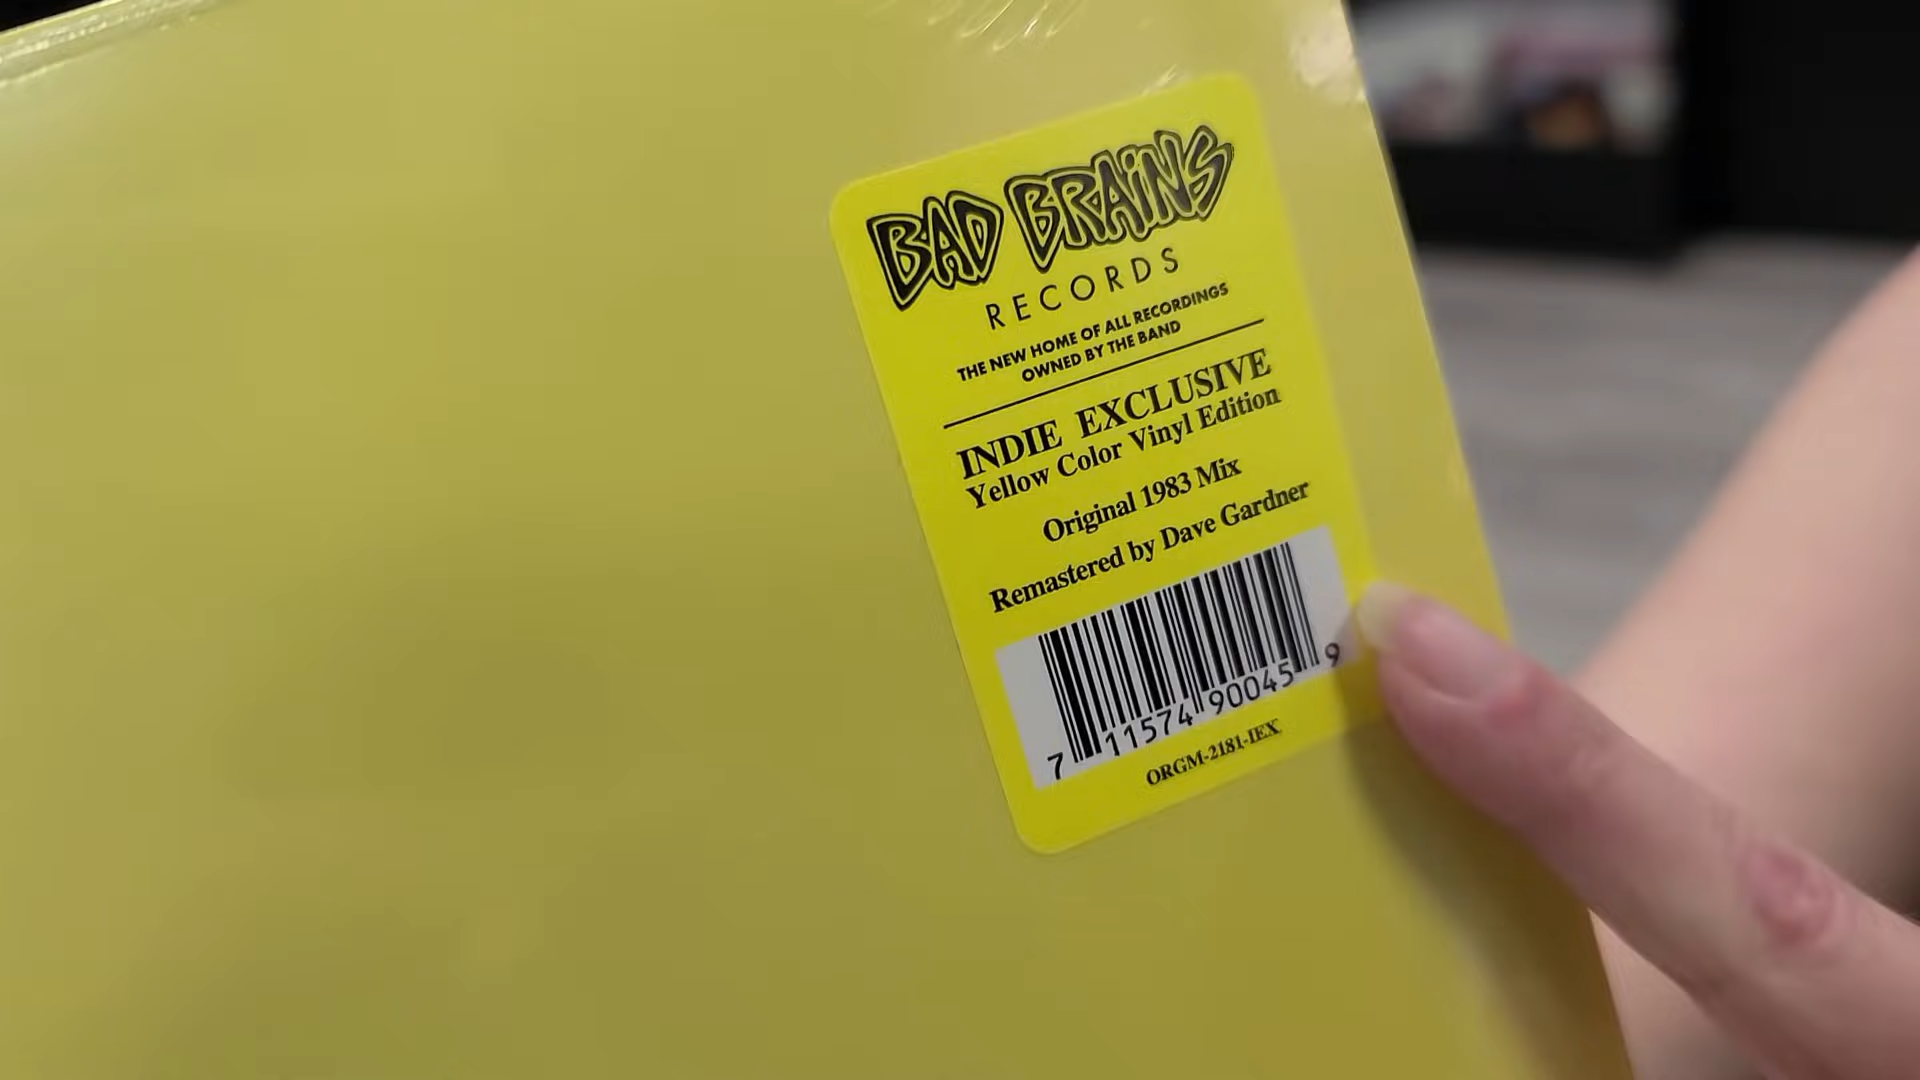 BAD BRAINS
RECORDS
THE NEW HOME OF ALL RECORDINGS
OWNED BY THE BAND
INDIE EXCLUSIVE
Yellow Color Vinyl Edition
Original 1983 Mix
Remastered by Dave Gardner
7 11574 90045 9
ORGM-2181-IEX